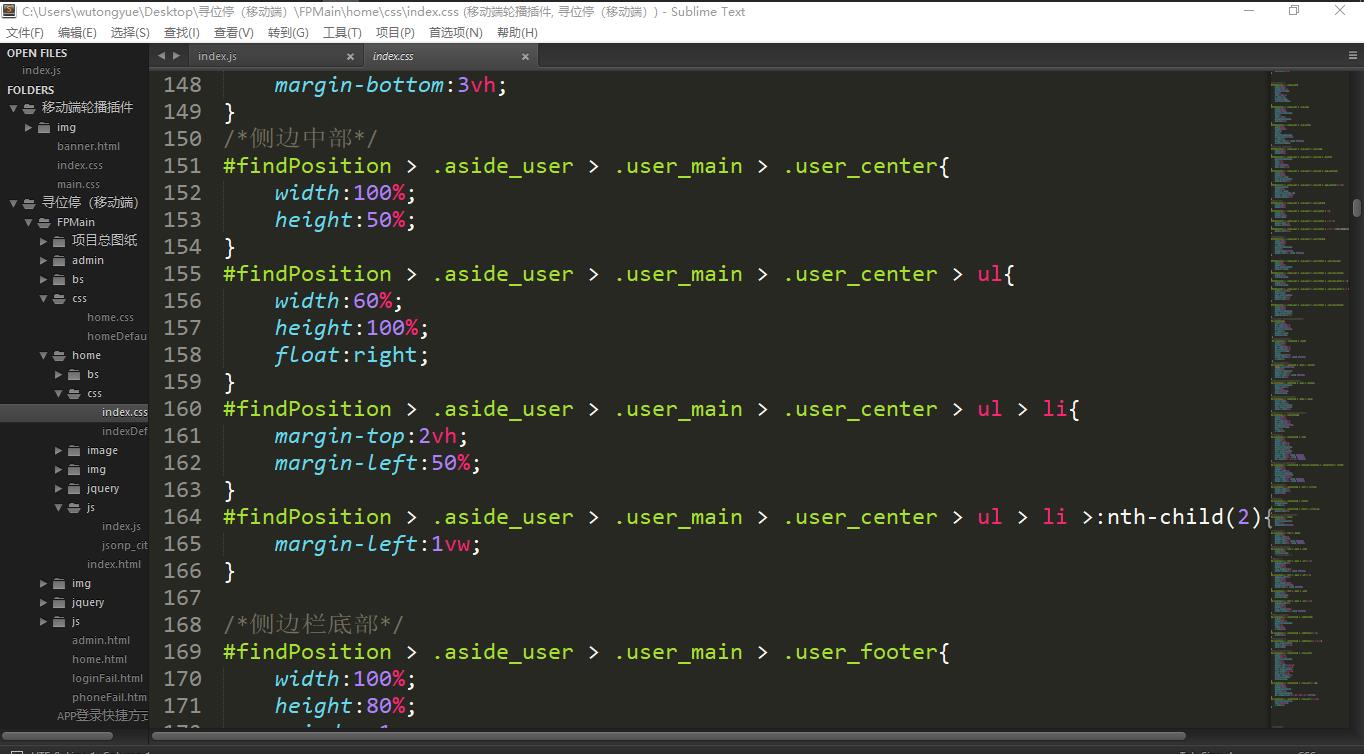 C:\Users\wutongyue\Desktop\寻位停（移动端）\FPMain\home\css\index.css (移动端轮播插件, 寻位停（移动端）) - Sublime Text
文件(F) 编辑(E) 选择(S) 查找(I) 查看(V) 转到(G) 工具(T) 项目(P) 首选项(N) 帮助(H)
OPEN FILES
index.js
FOLDERS
移动端轮播插件
img
banner.html
index.css
main.css
寻位停（移动端）
FPMain
项目总图纸
admin
bs
css
home.css
homeDefau
home
bs
css
index.css
indexDef
image
img
jquery
js
index.js
jsonp_cit
index.html
img
jquery
js
admin.html
home.html
loginFail.html
phoneFail.htm
APP登录快捷方式
index.js × index.css ×
148 margin-bottom:3vh;
149 }
150 /*侧边中部*/
151 #findPosition > .aside_user > .user_main > .user_center{
152 width:100%;
153 height:50%;
154 }
155 #findPosition > .aside_user > .user_main > .user_center > ul{
156 width:60%;
157 height:100%;
158 float:right;
159 }
160 #findPosition > .aside_user > .user_main > .user_center > ul > li{
161 margin-top:2vh;
162 margin-left:50%;
163 }
164 #findPosition > .aside_user > .user_main > .user_center > ul > li >:nth-child(2){
165 margin-left:1vw;
166 }
167
168 /*侧边栏底部*/
169 #findPosition > .aside_user > .user_main > .user_footer{
170 width:100%;
171 height:80%;